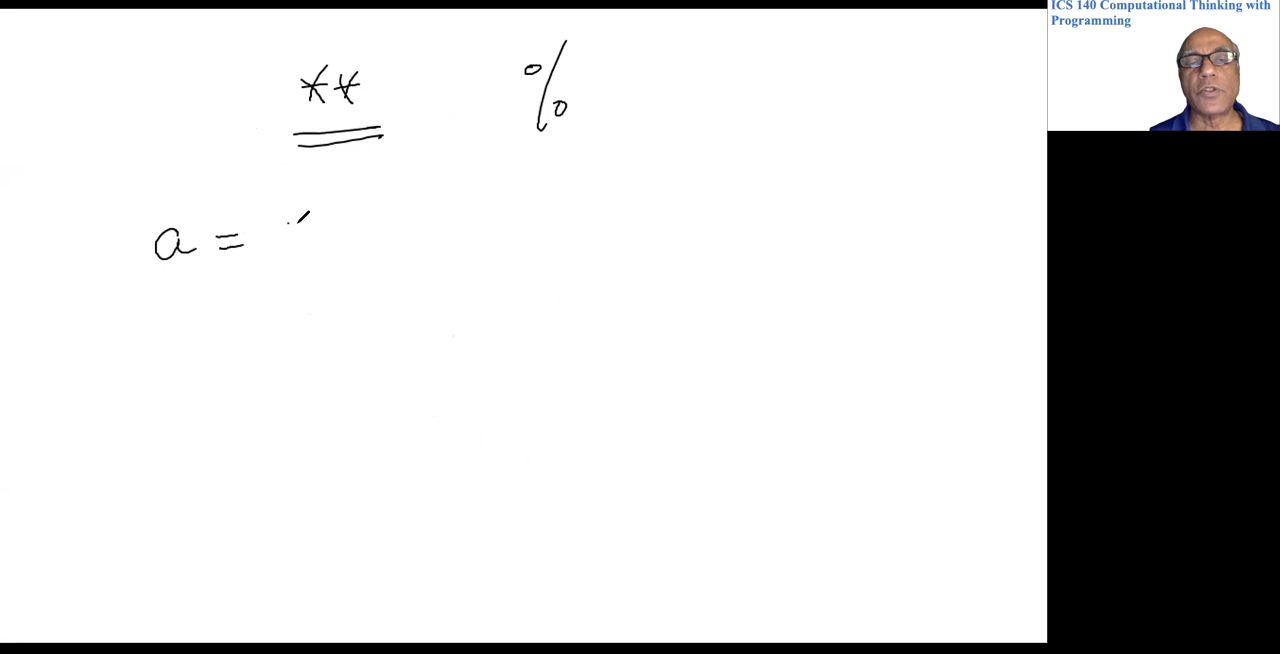 ICS 140 Computational Thinking with
Programming
** %
a =